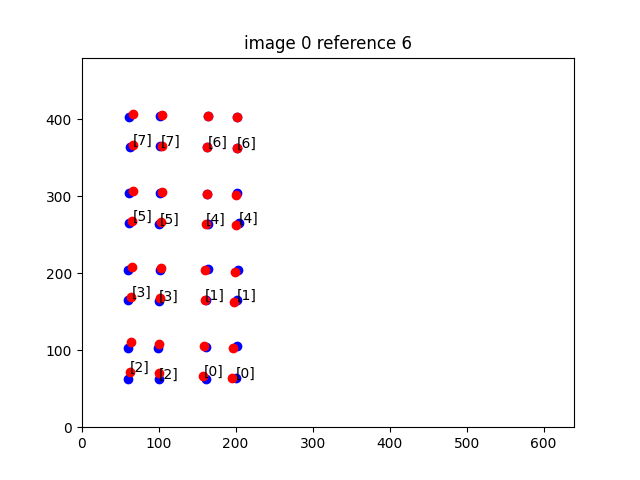 image 0 reference 6
400
[7] [7] [6] [6]
300
[5] [5] [4] [4]
200
[3] [3] [1] [1]
100
[2] [2] [0] [0]
0
0 100 200 300 400 500 600